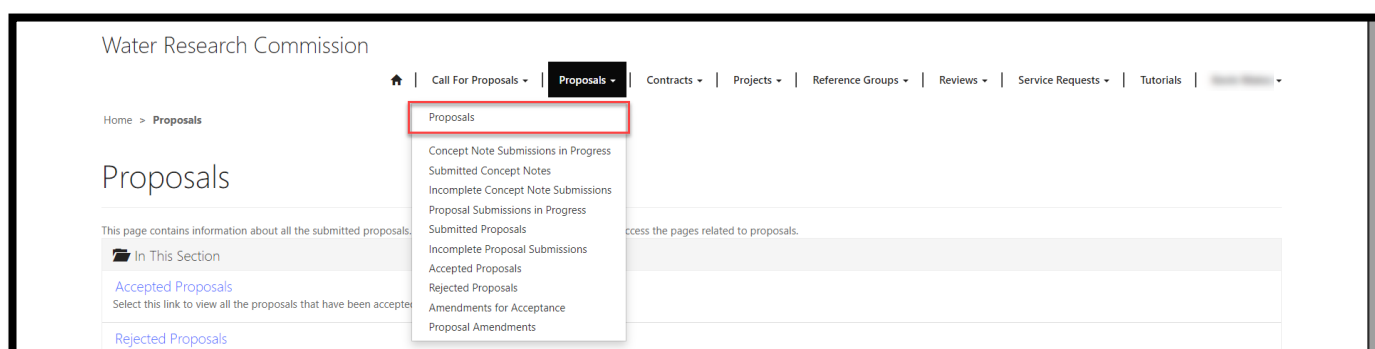 Water Research Commission
Call For Proposals Proposals Contracts Projects Reference Groups Reviews Service Requests Tutorials
Home > Proposals
Proposals
Concept Note Submissions in Progress
Submitted Concept Notes
Incomplete Concept Note Submissions
Proposal Submissions in Progress
Submitted Proposals
Incomplete Proposal Submissions
Accepted Proposals
Rejected Proposals
Amendments for Acceptance
Proposal Amendments
Proposals
This page contains information about all the submitted proposals. access the pages related to proposals.
In This Section
Accepted Proposals
Select this link to view all the proposals that have been accepted
Rejected Proposals